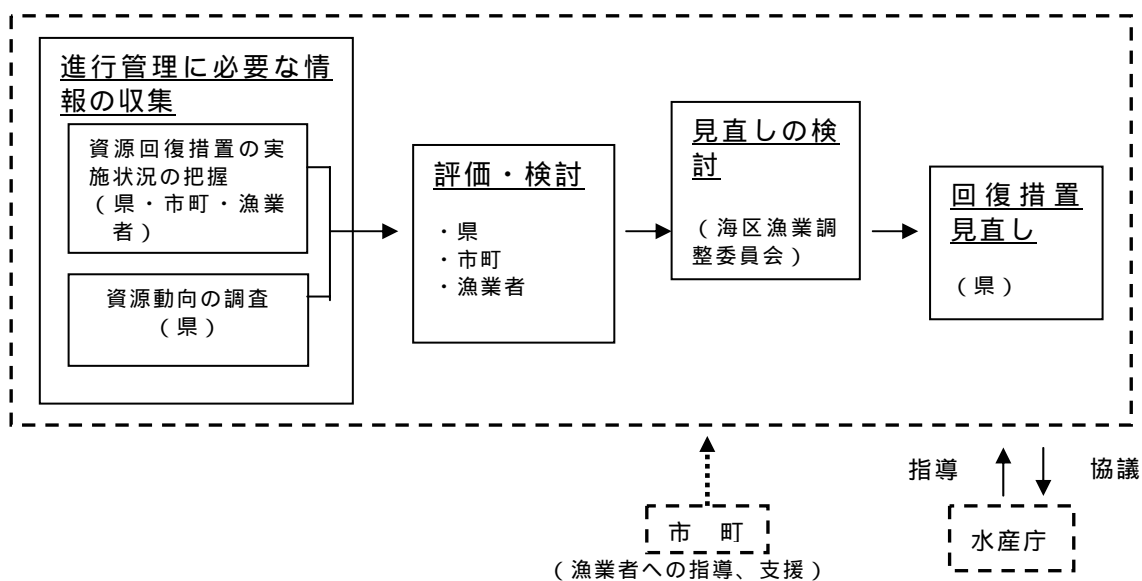 進行管理に必要な情
報の収集
資源回復措置の実
施状況の把握
（県・市町・漁業
者）
資源動向の調査
（県）
評価・検討
・県
・市町
・漁業者
見直しの検
討
（海区漁業調
整委員会）
回復措置
見直し
（県）
指導
協議
市　町
（漁業者への指導、支援）
水産庁